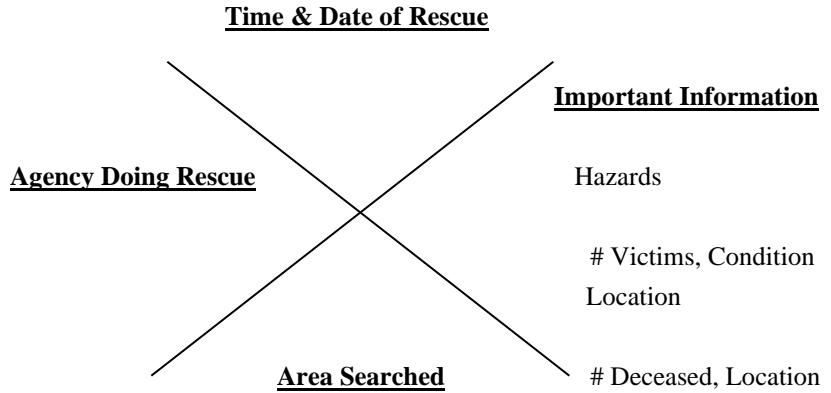 Time & Date of Rescue
Important Information
Agency Doing Rescue
Hazards
# Victims, Condition
Location
Area Searched
# Deceased, Location